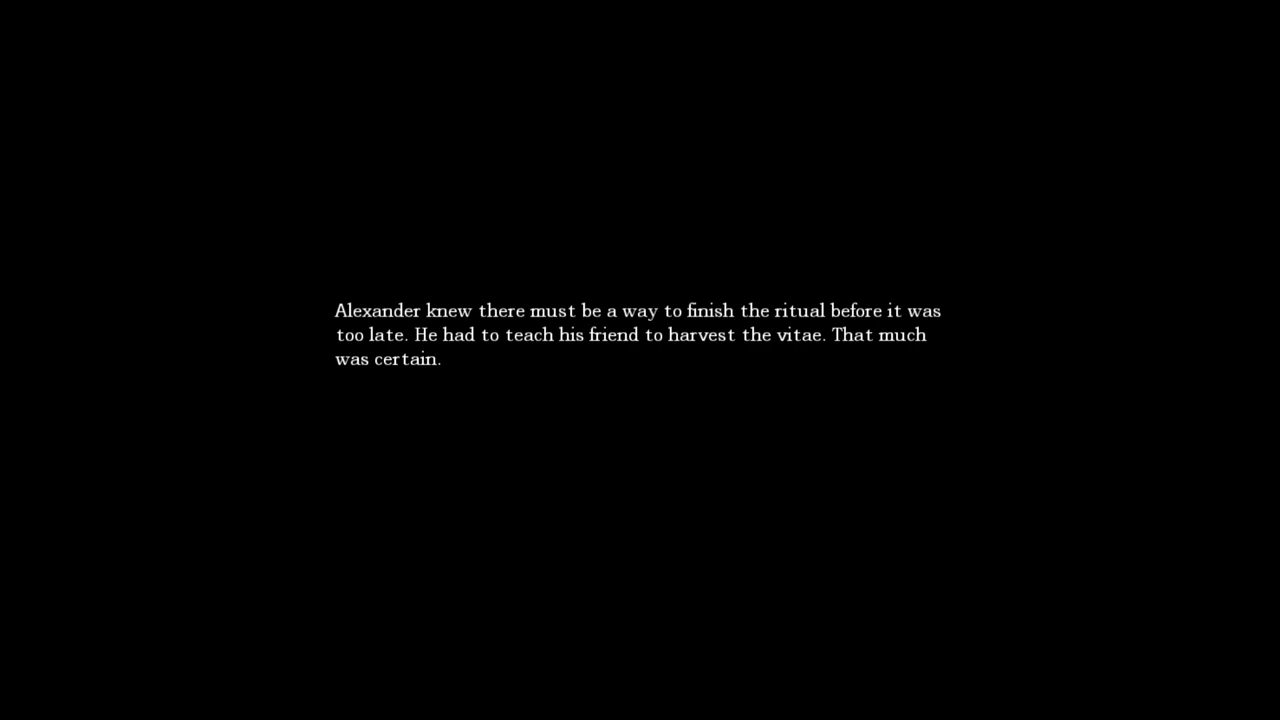 Alexander knew there must be a way to finish the ritual before it was
too late. He had to teach his friend to harvest the vitae. That much
was certain.